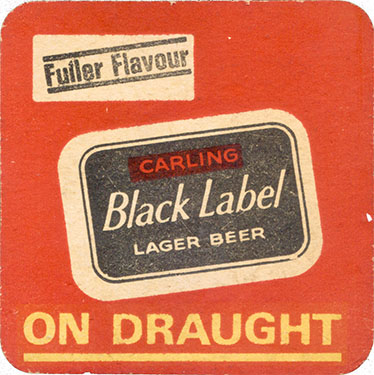 Fuller Flavour
CARLING
Black Label
LAGER BEER
ON DRAUGHT